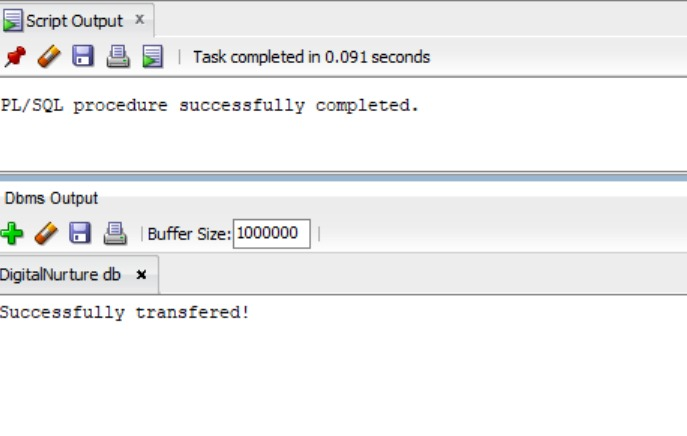 Script Output x
Task completed in 0.091 seconds
PL/SQL procedure successfully completed.
Dbms Output
Buffer Size: 1000000
DigitalNurture db x
Successfully transfered!